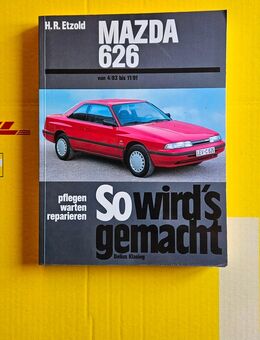 H.R. Etzold
MAZDA
626
von 4/83 bis 11/91
pflegen
warten
reparieren
So wird's
gemacht
Delius Klasing